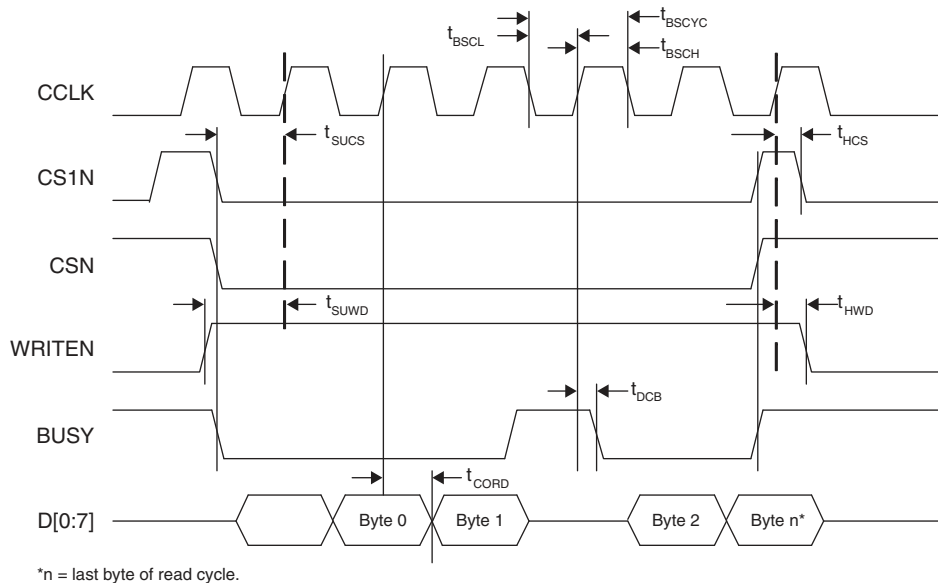 tBSCYC
tBSCL
tBSCH
CCLK
tSUCS
tHCS
CS1N
CSN
tSUWD
tHWD
WRITEN
tDCB
BUSY
tCORD
D[0:7]
Byte 0
Byte 1
Byte 2
Byte n*
*n = last byte of read cycle.